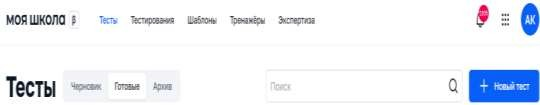 моя школа β Тесты Тестирования Шаблоны Тренажёры Экспертиза АК
Тесты Черновик Готовые Архив Поиск + Новый тест